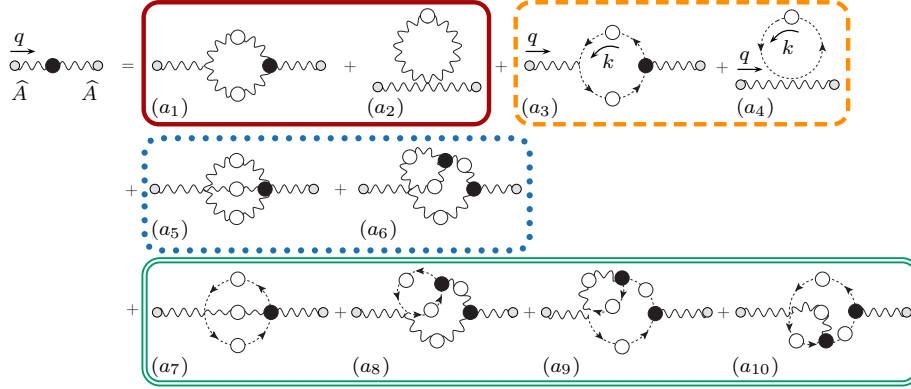 q = + + q k + q k
Â Â (a₁) (a₂) (a₃) (a₄)
+ +
(a₅) (a₆)
+ + + +
(a₇) (a₈) (a₉) (a₁₀)